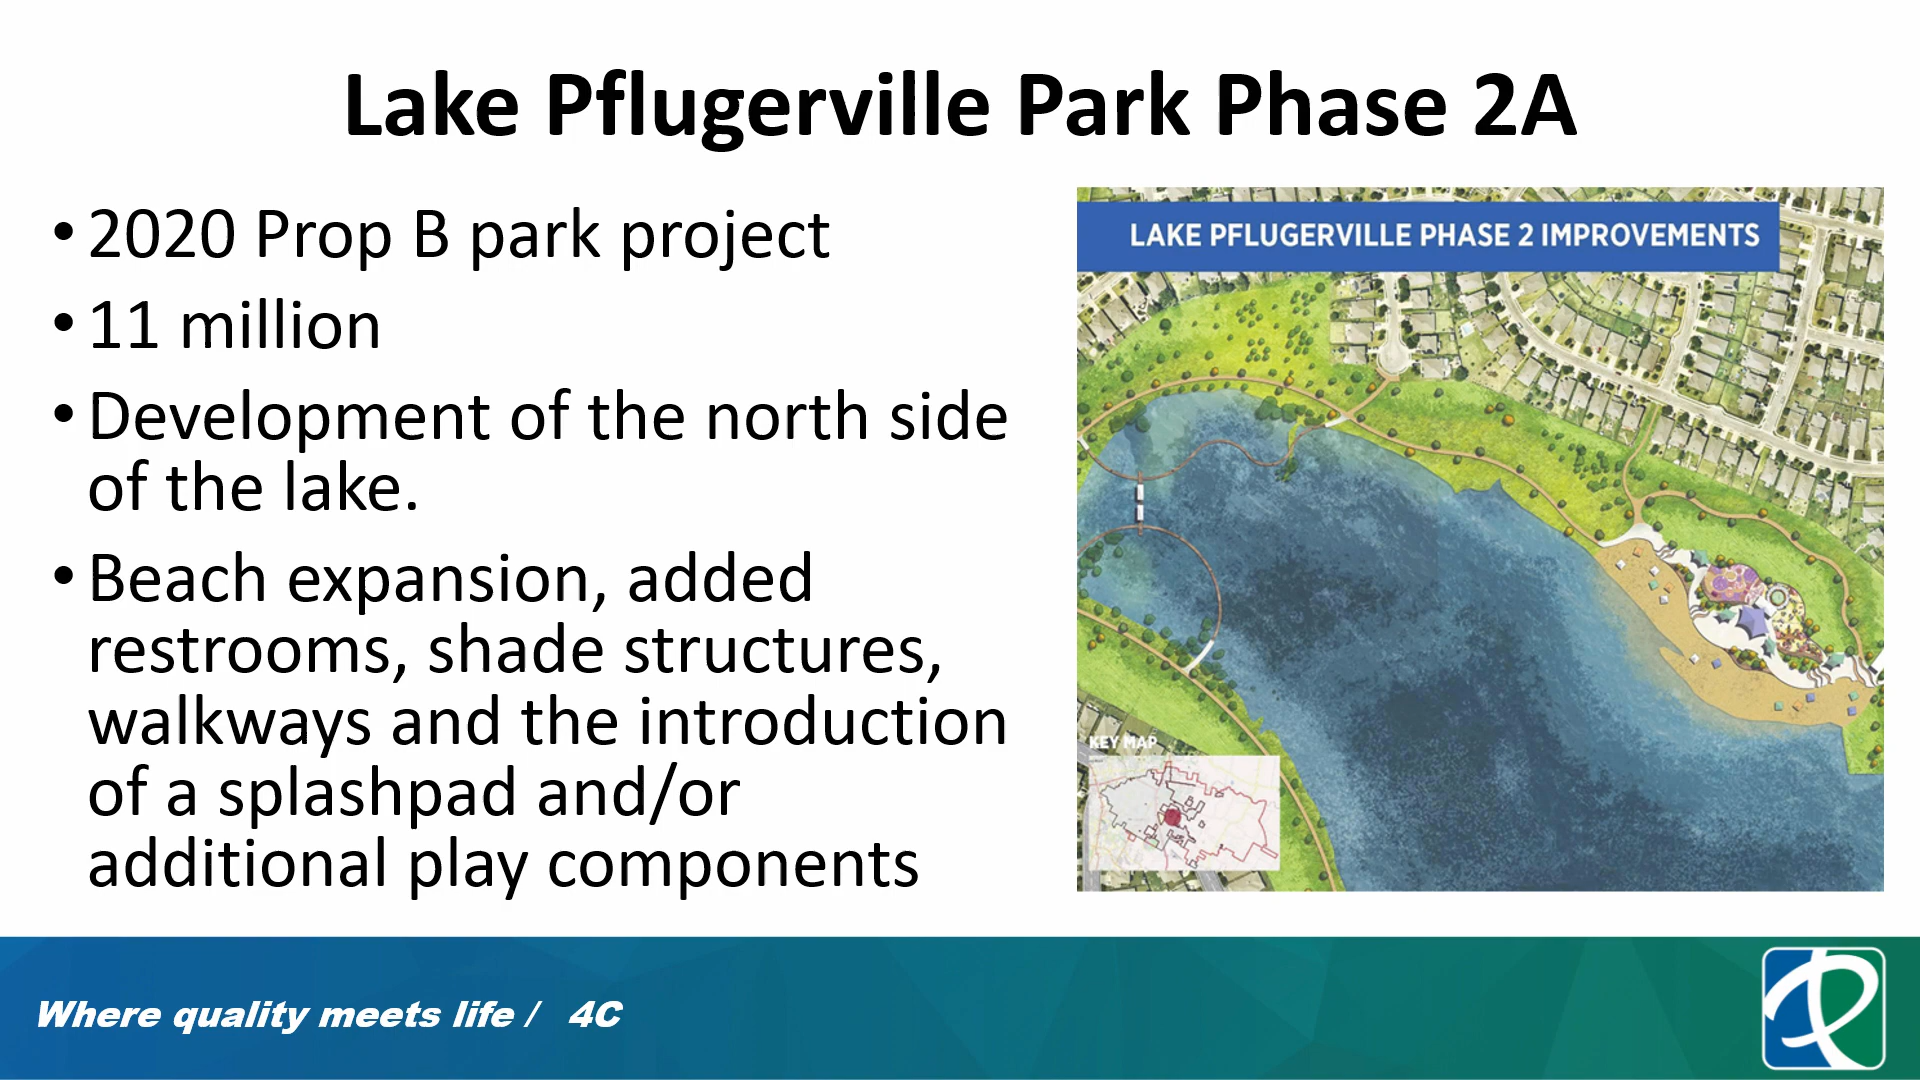 Lake Pflugerville Park Phase 2A
• 2020 Prop B park project
• 11 million
• Development of the north side
of the lake.
• Beach expansion, added
restrooms, shade structures,
walkways and the introduction
of a splashpad and/or
additional play components
LAKE PFLUGERVILLE PHASE 2 IMPROVEMENTS
KEY MAP
Where quality meets life / 4C